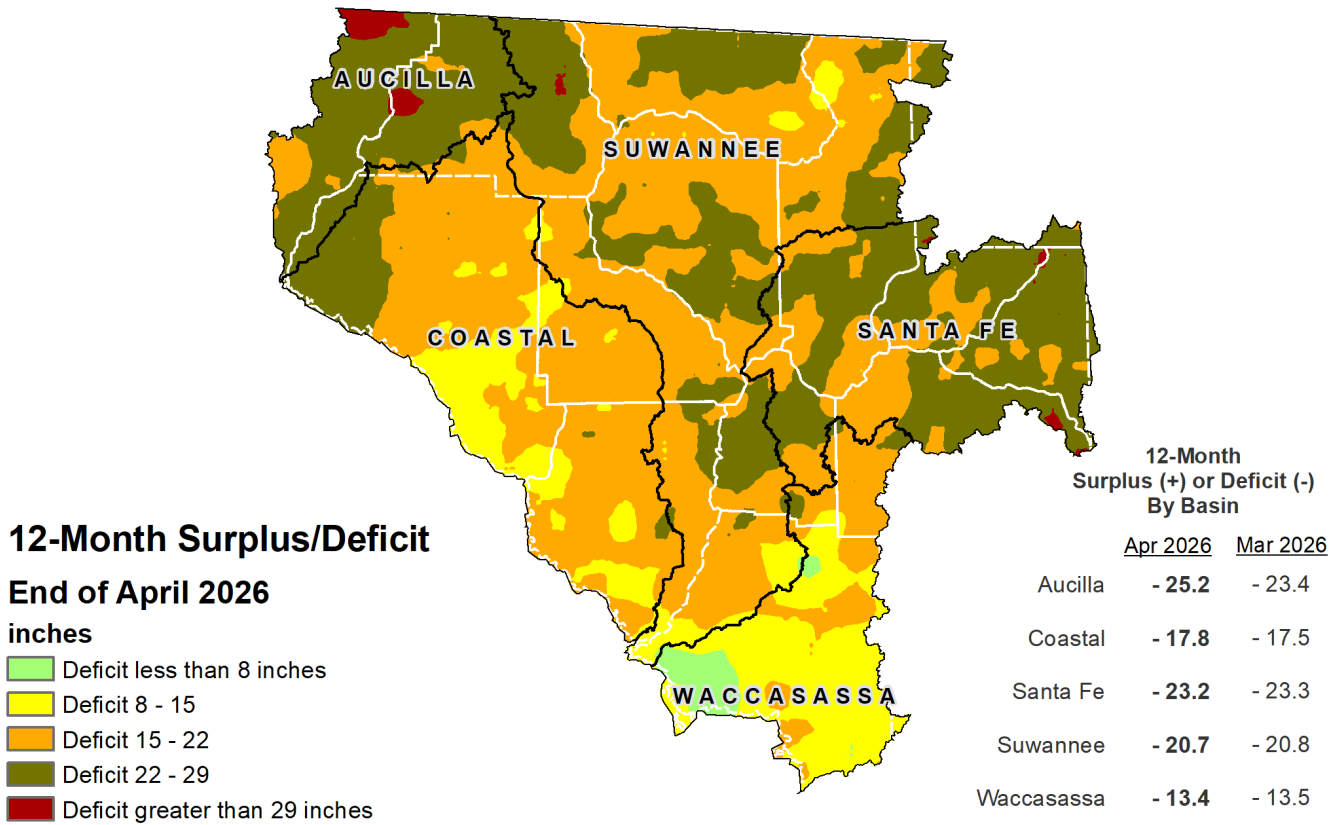 AUCILLA
SUWANNEE
COASTAL
SANTA FE
WACCASASSA
12-Month Surplus/Deficit
End of April 2026
inches
Deficit less than 8 inches
Deficit 8 - 15
Deficit 15 - 22
Deficit 22 - 29
Deficit greater than 29 inches
12-Month
Surplus (+) or Deficit (-)
By Basin
Apr 2026 Mar 2026
Aucilla - 25.2 - 23.4
Coastal - 17.8 - 17.5
Santa Fe - 23.2 - 23.3
Suwannee - 20.7 - 20.8
Waccasassa - 13.4 - 13.5